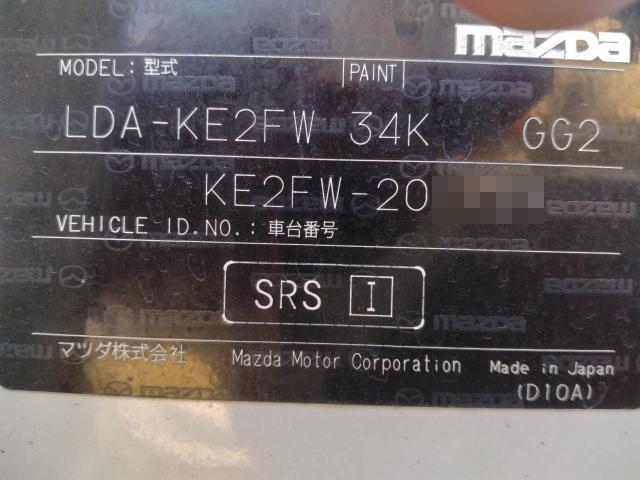 mazda
MODEL: 型式 PAINT
LDA-KE2FW 34K GG2
KE2FW-20
VEHICLE ID.NO.: 車台番号
SRS I
マツダ株式会社 Mazda Motor Corporation Made in Japan
(D10A)